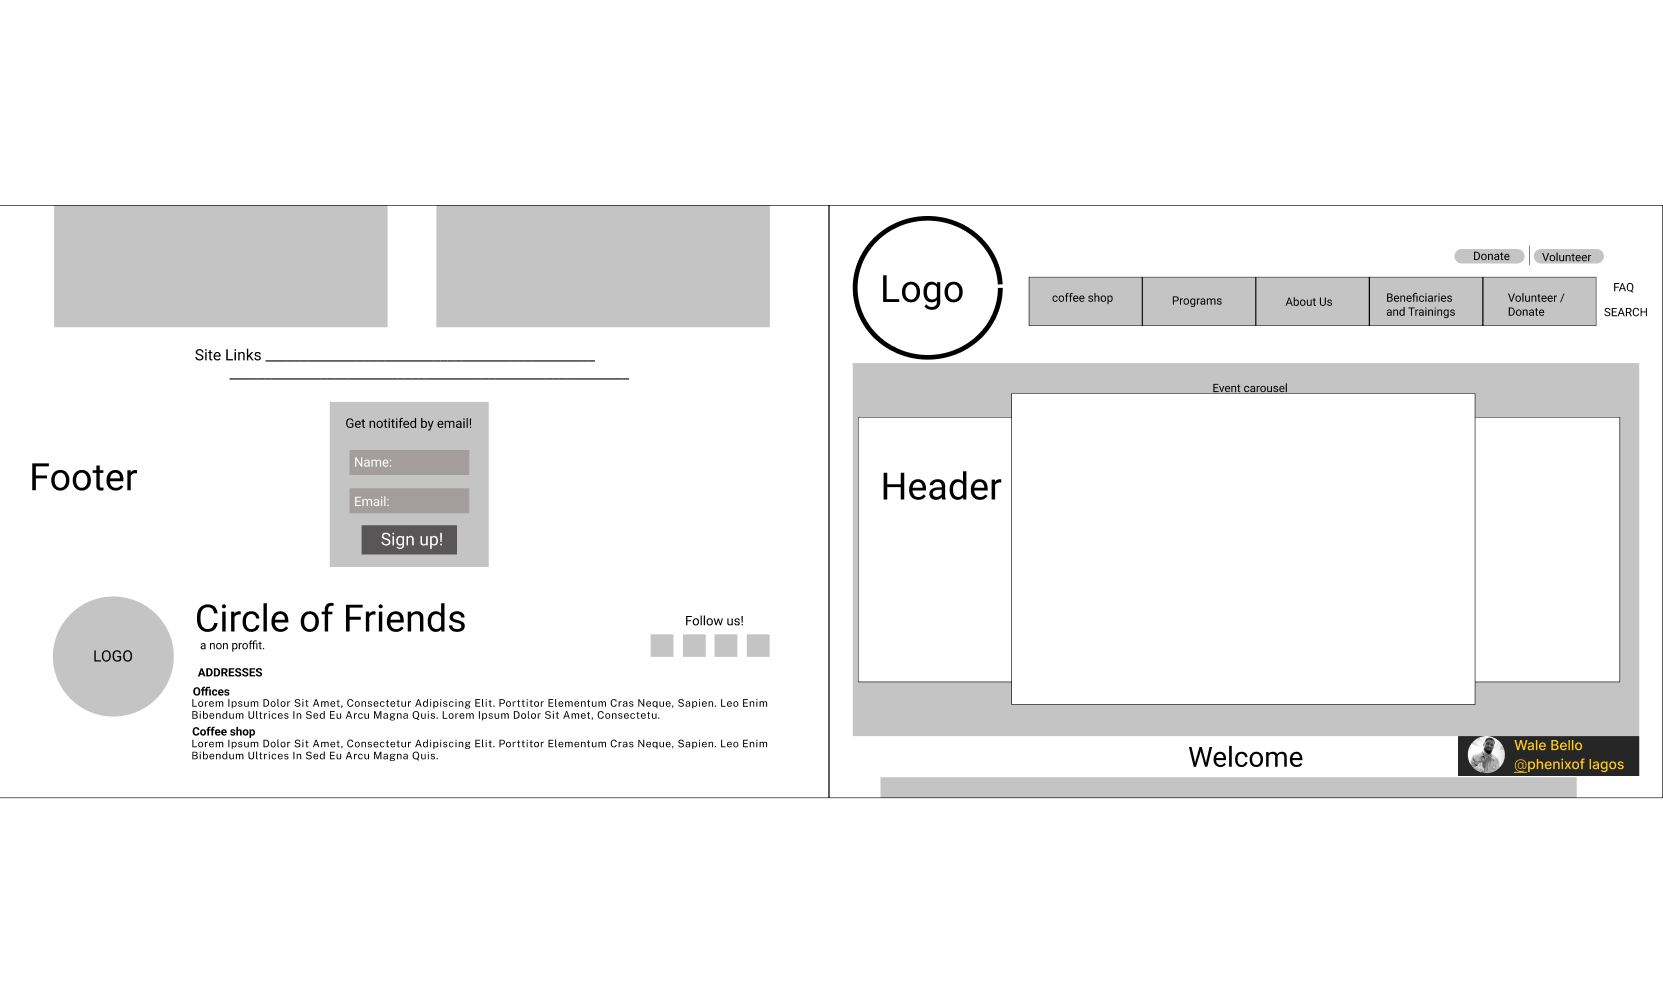 Site Links
Get notitifed by email!
Name:
Email:
Sign up!
Footer
LOGO
Circle of Friends
a non proffit.
Follow us!
ADDRESSES
Offices
Lorem Ipsum Dolor Sit Amet, Consectetur Adipiscing Elit. Porttitor Elementum Cras Neque, Sapien. Leo Enim
Bibendum Ultrices In Sed Eu Arcu Magna Quis. Lorem Ipsum Dolor Sit Amet, Consectetu.
Coffee shop
Lorem Ipsum Dolor Sit Amet, Consectetur Adipiscing Elit. Porttitor Elementum Cras Neque, Sapien. Leo Enim
Bibendum Ultrices In Sed Eu Arcu Magna Quis.
Logo
Donate
Volunteer
coffee shop
Programs
About Us
Beneficiaries
and Trainings
Volunteer /
Donate
FAQ
SEARCH
Event carousel
Header
Welcome
Wale Bello
@phenixof lagos